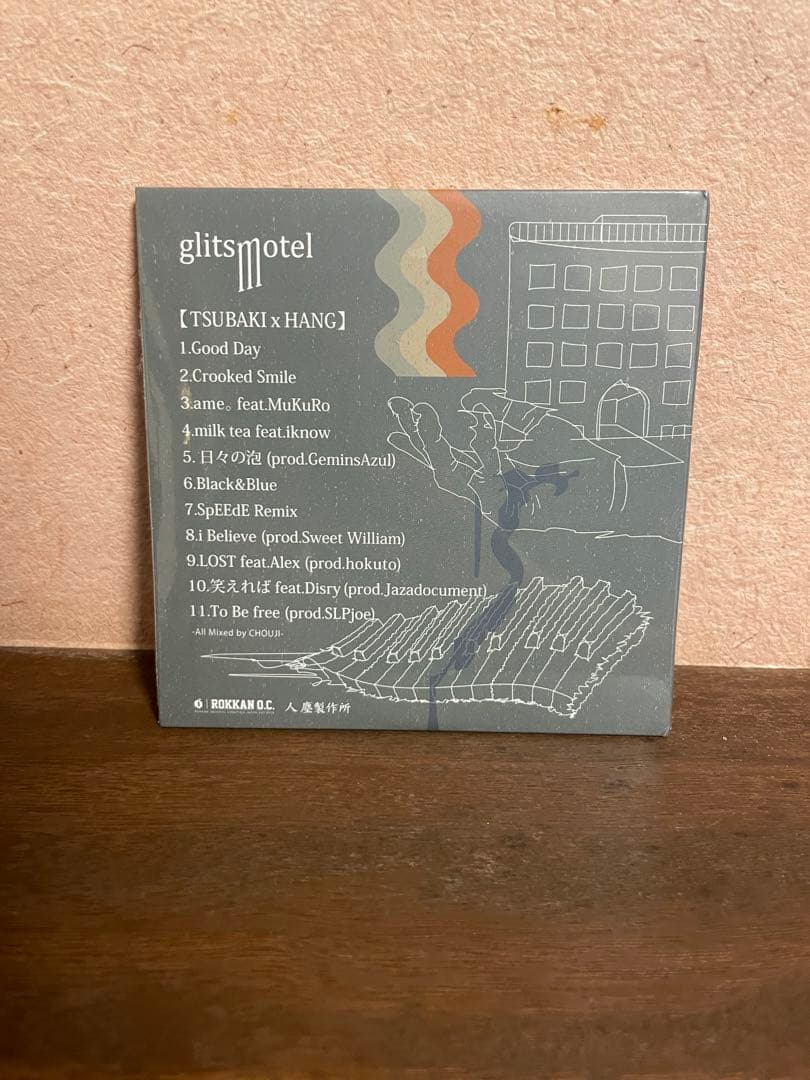 glitsmotel
【TSUBAKI x HANG】
1.Good Day
2.Crooked Smile
3.ame。feat.MuKuRo
4.milk tea feat.iknow
5. 日々の泡 (prod.GeminsAzul)
6.Black&Blue
7.SpEEdE Remix
8.i Believe (prod.Sweet William)
9.LOST feat.Alex (prod.hokuto)
10.笑えれば feat.Disry (prod.Jazadocument)
11.To Be free (prod.SLPjoe)
-All Mixed by CHOUJI-
ROKKAN O.C. 人塵製作所